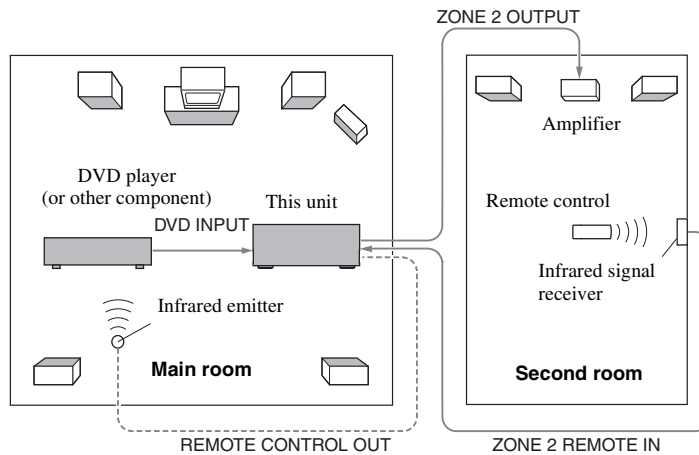 ZONE 2 OUTPUT
Amplifier
DVD player
(or other component)
This unit
DVD INPUT
Remote control
Infrared signal
receiver
Infrared emitter
Main room
Second room
REMOTE CONTROL OUT
ZONE 2 REMOTE IN